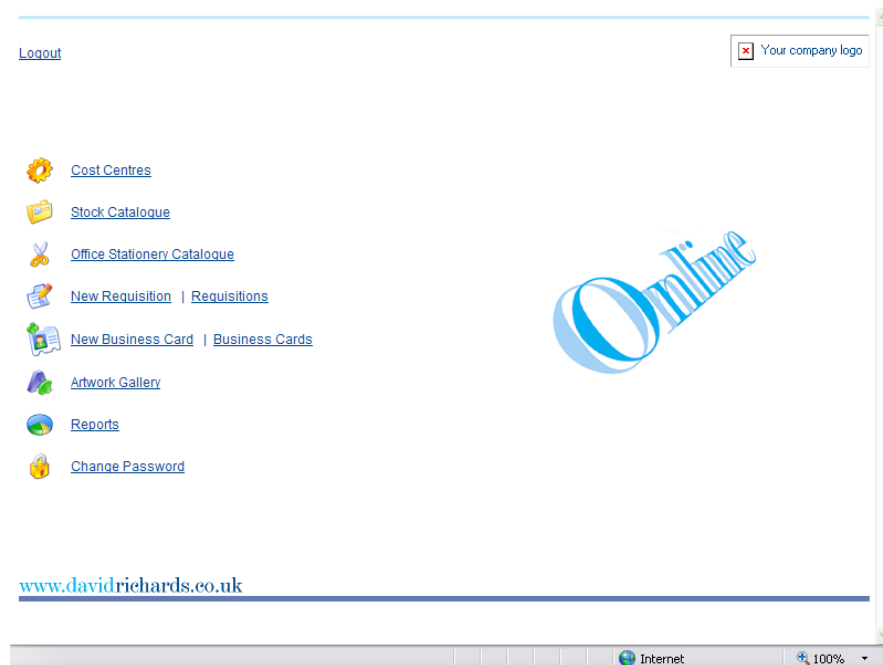 Logout
Your company logo
Cost Centres
Stock Catalogue
Office Stationery Catalogue
New Requisition | Requisitions
New Business Card | Business Cards
Artwork Gallery
Reports
Change Password
Online
www.davidrichards.co.uk
Internet
100%